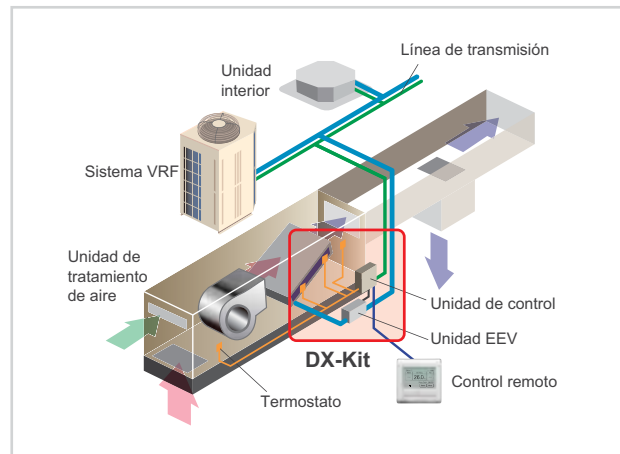 Línea de transmisión
Unidad
interior
Sistema VRF
Unidad de
tratamiento
de aire
Unidad de control
Unidad EEV
DX-Kit
Control remoto
Termostato